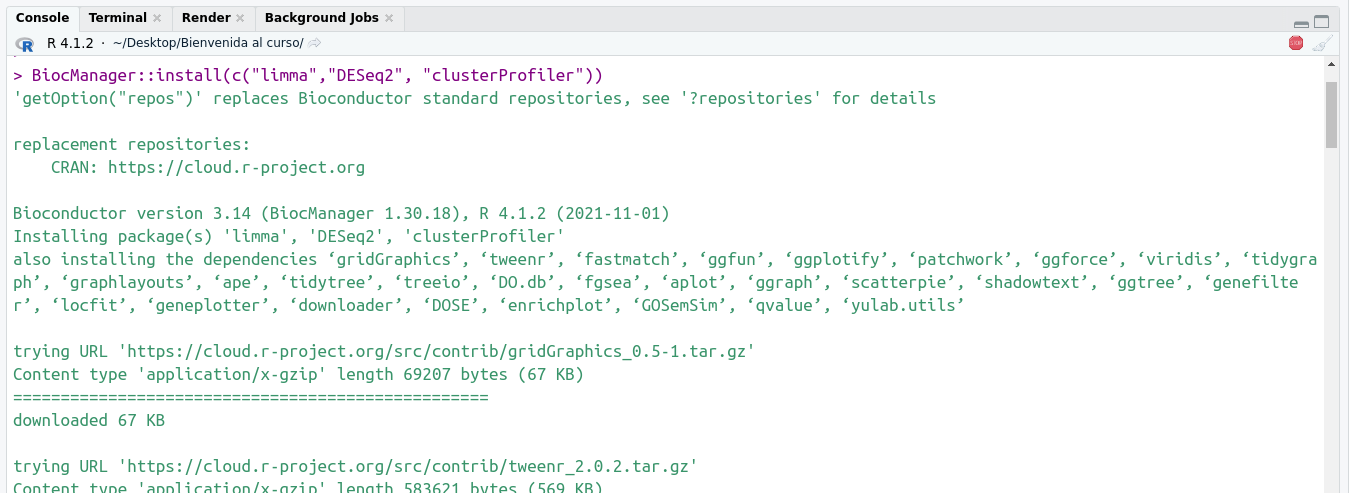 Console Terminal Render Background Jobs
R 4.1.2 · ~/Desktop/Bienvenida al curso/
> BiocManager::install(c("limma","DESeq2", "clusterProfiler"))
'getOption("repos")' replaces Bioconductor standard repositories, see '?repositories' for details
replacement repositories:
    CRAN: https://cloud.r-project.org
Bioconductor version 3.14 (BiocManager 1.30.18), R 4.1.2 (2021-11-01)
Installing package(s) 'limma', 'DESeq2', 'clusterProfiler'
also installing the dependencies ‘gridGraphics’, ‘tweenr’, ‘fastmatch’, ‘ggfun’, ‘ggplotify’, ‘patchwork’, ‘ggforce’, ‘viridis’, ‘tidygra
ph’, ‘graphlayouts’, ‘ape’, ‘tidytree’, ‘treeio’, ‘DO.db’, ‘fgsea’, ‘aplot’, ‘ggraph’, ‘scatterpie’, ‘shadowtext’, ‘ggtree’, ‘genefilte
r’, ‘locfit’, ‘geneplotter’, ‘downloader’, ‘DOSE’, ‘enrichplot’, ‘GOSemSim’, ‘qvalue’, ‘yulab.utils’
trying URL 'https://cloud.r-project.org/src/contrib/gridGraphics_0.5-1.tar.gz'
Content type 'application/x-gzip' length 69207 bytes (67 KB)
==================================================
downloaded 67 KB
trying URL 'https://cloud.r-project.org/src/contrib/tweenr_2.0.2.tar.gz'
Content type 'application/x-gzip' length 583621 bytes (569 KB)